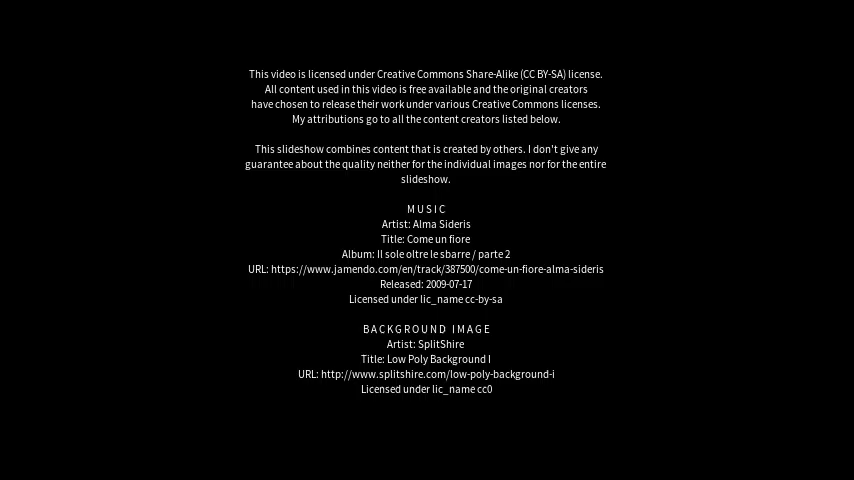 This video is licensed under Creative Commons Share-Alike (CC BY-SA) license.
All content used in this video is free available and the original creators
have chosen to release their work under various Creative Commons licenses.
My attributions go to all the content creators listed below.
This slideshow combines content that is created by others. I don't give any
guarantee about the quality neither for the individual images nor for the entire
slideshow.
MUSIC
Artist: Alma Sideris
Title: Come un fiore
Album: Il sole oltre le sbarre / parte 2
URL: https://www.jamendo.com/en/track/387500/come-un-fiore-alma-sideris
Released: 2009-07-17
Licensed under lic_name cc-by-sa
BACKGROUND IMAGE
Artist: SplitShire
Title: Low Poly Background I
URL: http://www.splitshire.com/low-poly-background-i
Licensed under lic_name cc0